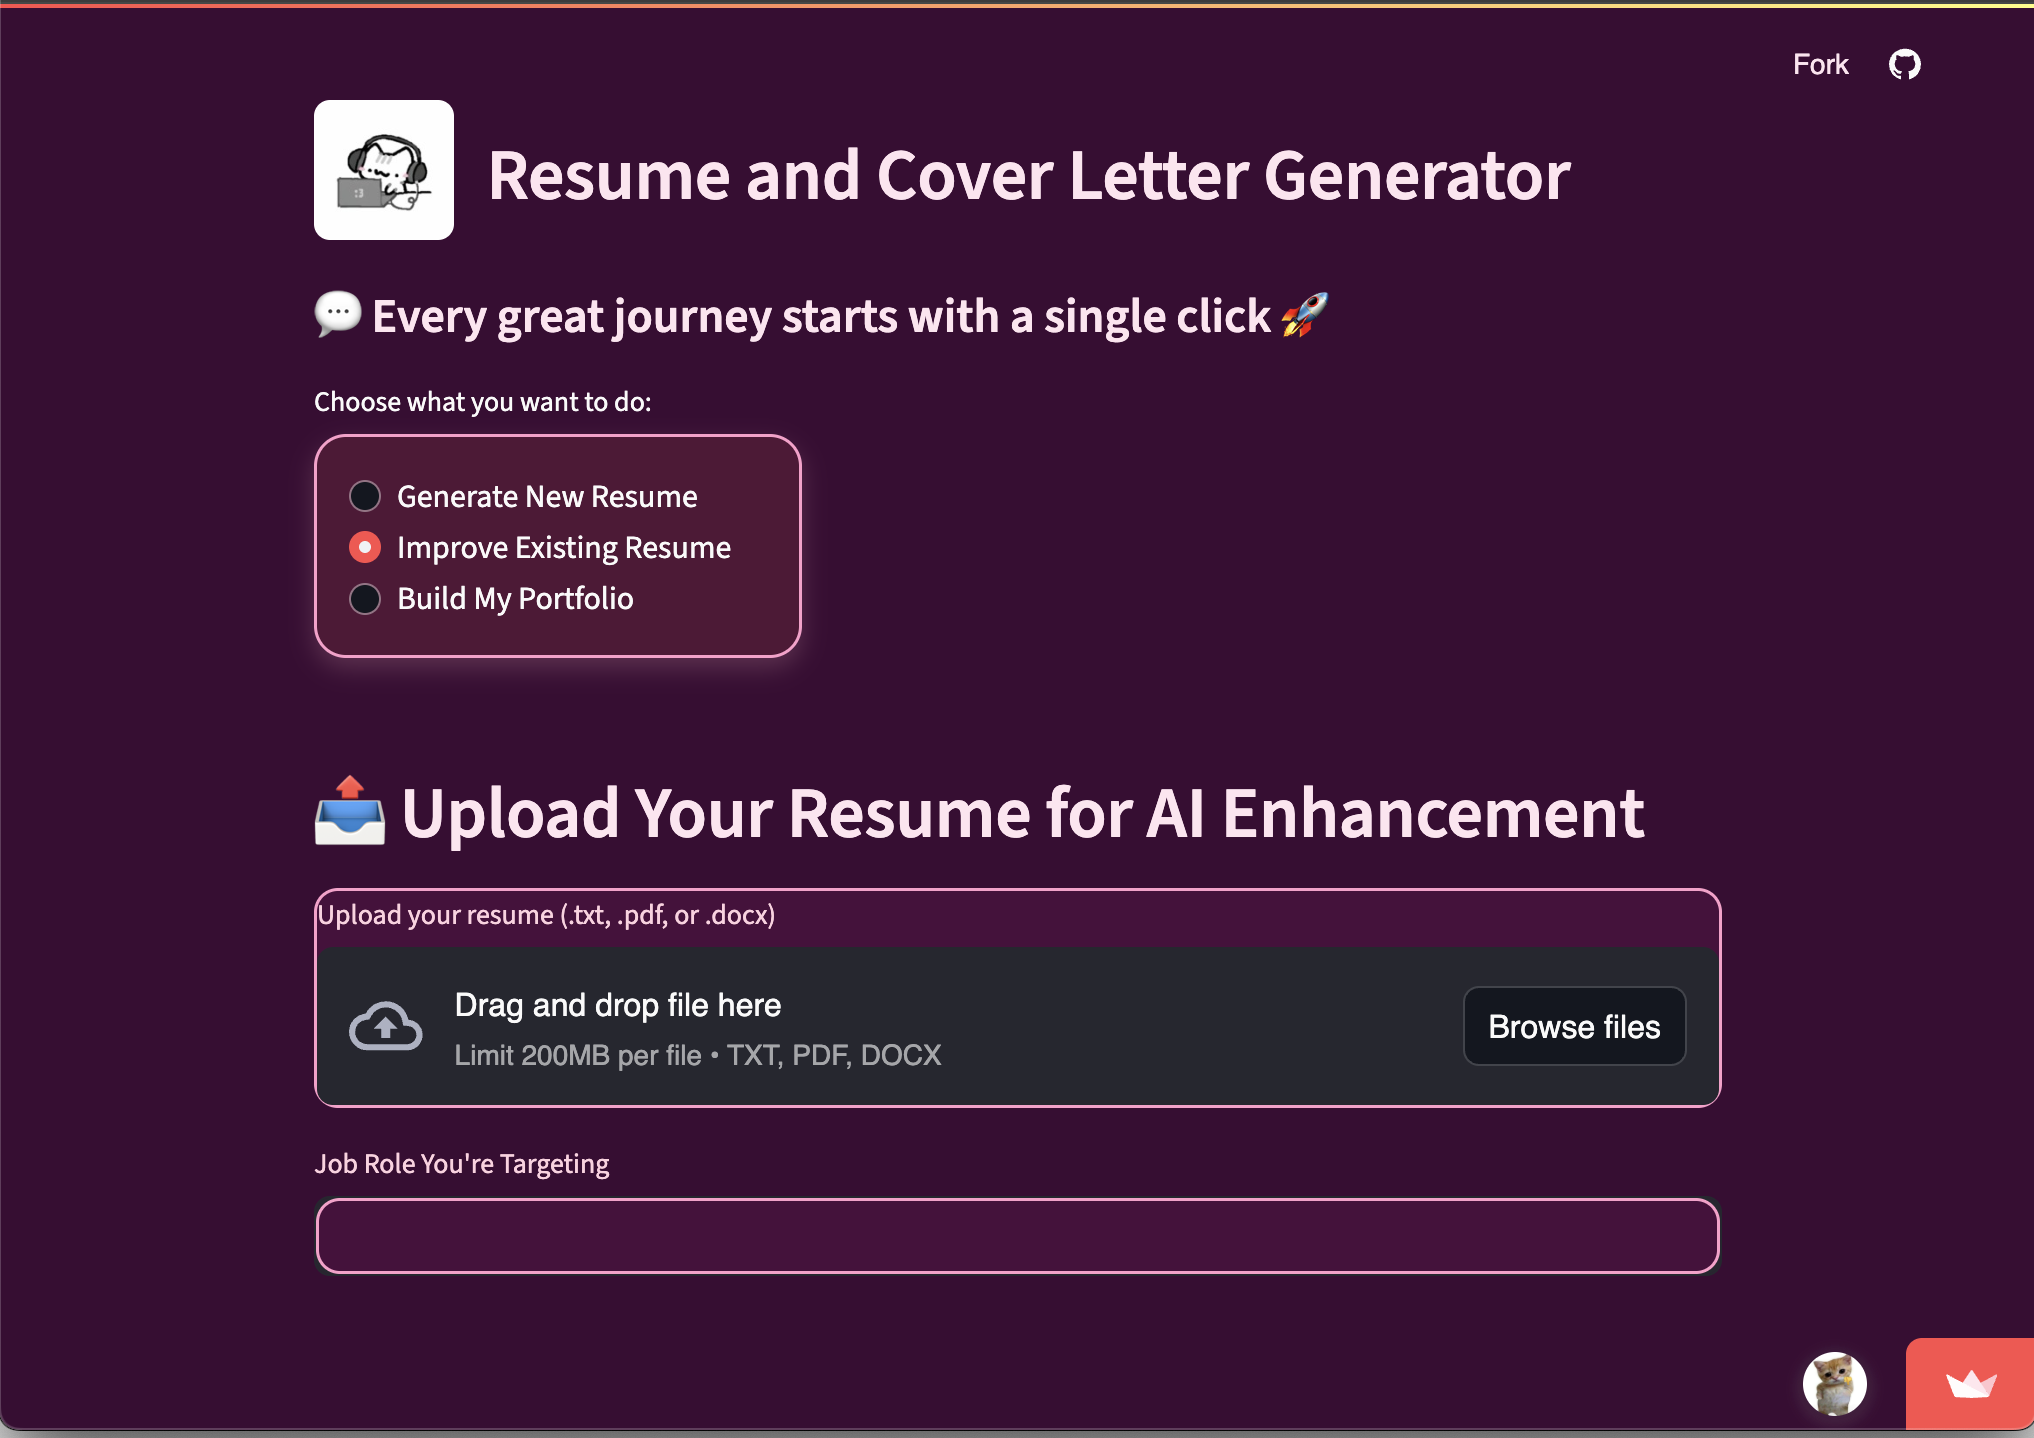 Fork
:3
Resume and Cover Letter Generator
💬 Every great journey starts with a single click 🚀
Choose what you want to do:
Generate New Resume
Improve Existing Resume
Build My Portfolio
📤 Upload Your Resume for AI Enhancement
Upload your resume (.txt, .pdf, or .docx)
Drag and drop file here
Limit 200MB per file • TXT, PDF, DOCX
Browse files
Job Role You're Targeting